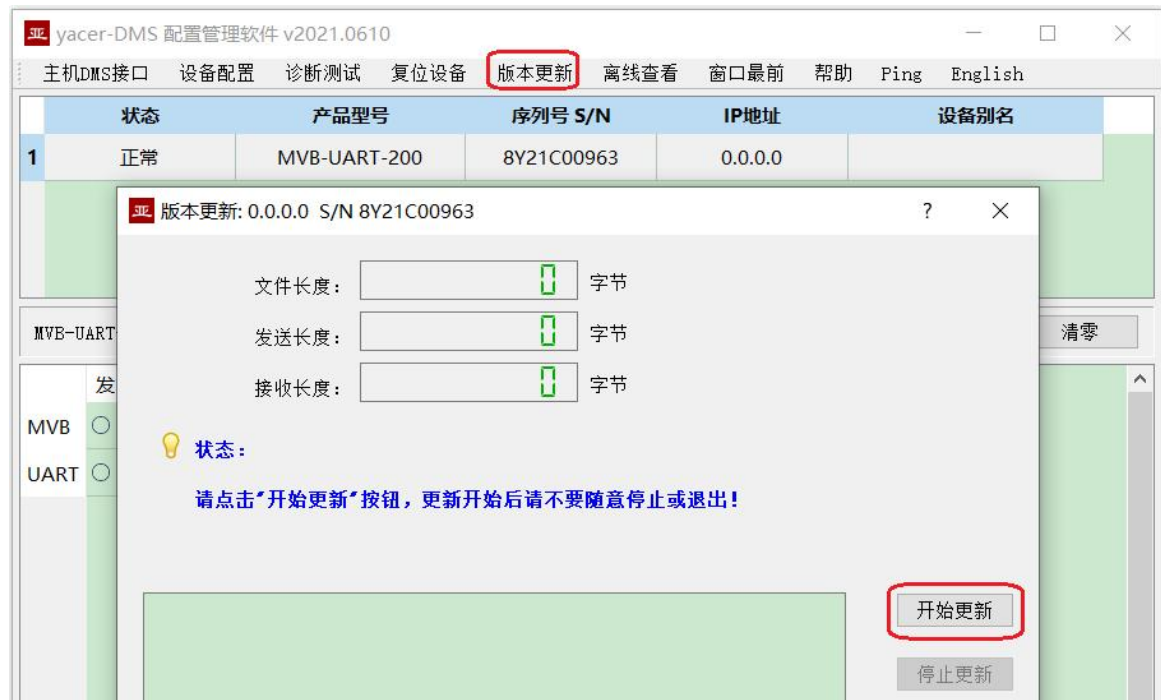 亚 yacer-DMS 配置管理软件 v2021.0610
主机DMS接口 设备配置 诊断测试 复位设备 版本更新 离线查看 窗口最前 帮助 Ping English
状态 产品型号 序列号 S/N IP地址 设备别名
1 正常 MVB-UART-200 8Y21C00963 0.0.0.0
亚 版本更新: 0.0.0.0 S/N 8Y21C00963 ?
文件长度: 0 字节
发送长度: 0 字节
MVB-UART 清零
接收长度: 0 字节
发
MVB
状态:
UART
请点击"开始更新"按钮，更新开始后请不要随意停止或退出!
开始更新
停止更新